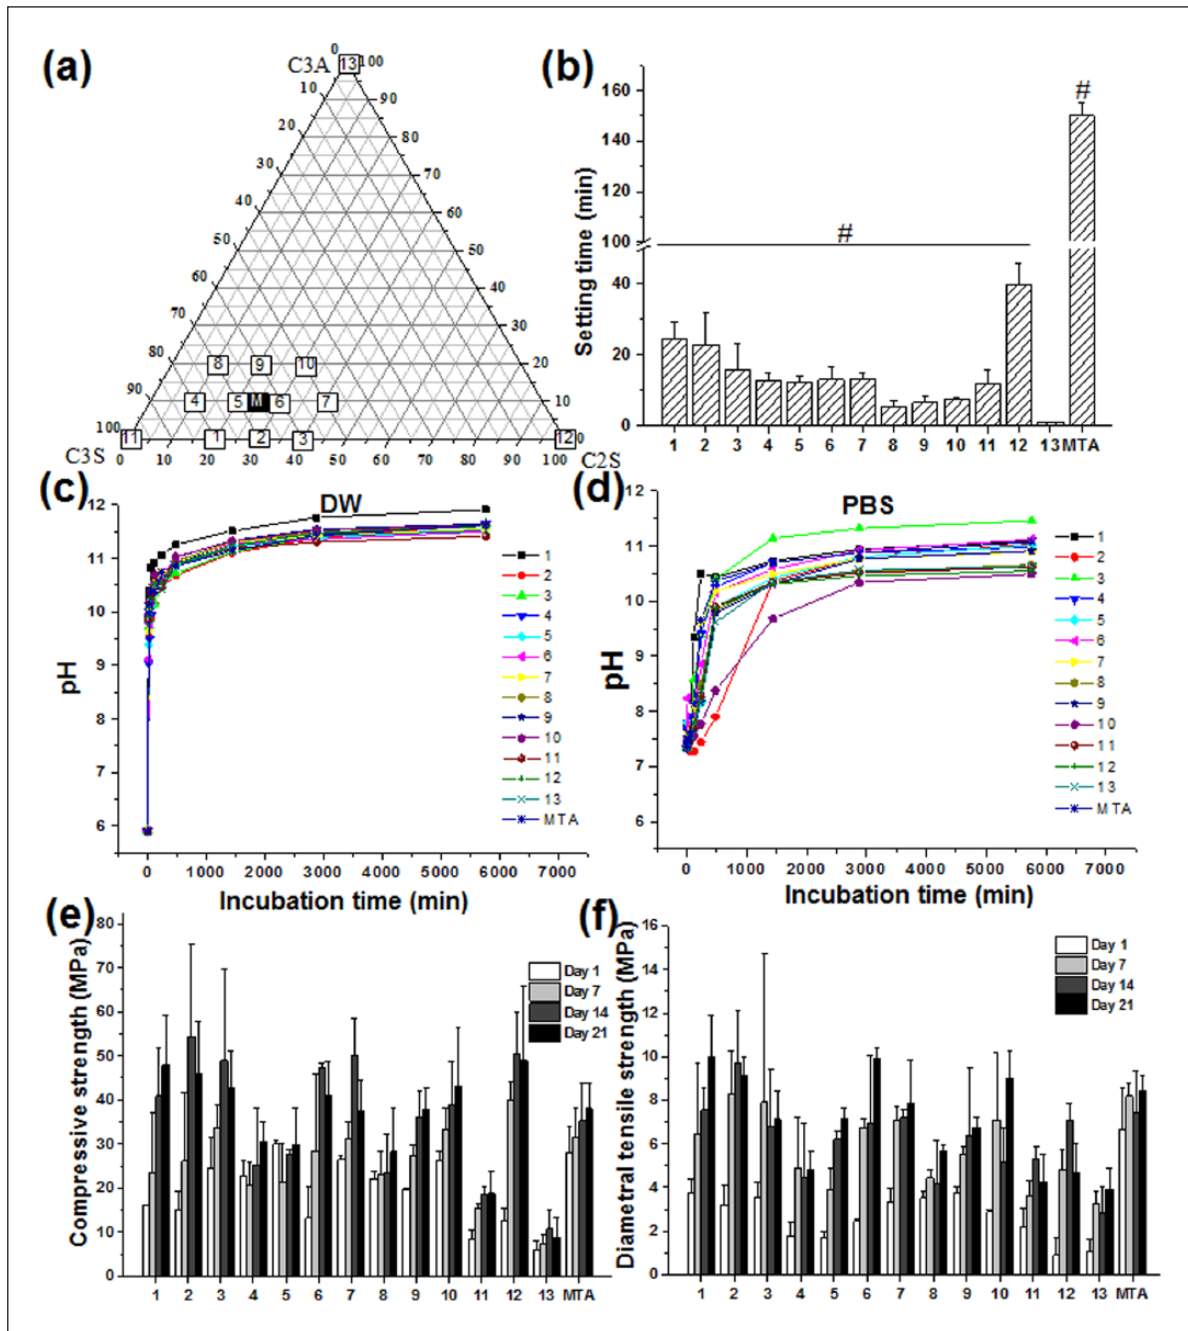 (a)
C3A
0
13
100
10
90
20
80
30
70
40
60
50
50
60
40
70
30
80
8
9
10
20
90
4
5
M
6
7
10
100
11
1
2
3
12
0
C3S
0 10 20 30 40 50 60 70 80 90 100
C2S
(b)
Setting time (min)
160
140
120
100
40
20
0
#
#
1 2 3 4 5 6 7 8 9 10 11 12 13 MTA
(c)
DW
pH
12
11
10
9
8
7
6
0 1000 2000 3000 4000 5000 6000 7000
Incubation time (min)
1
2
3
4
5
6
7
8
9
10
11
12
13
MTA
(d)
PBS
pH
12
11
10
9
8
7
6
0 1000 2000 3000 4000 5000 6000 7000
Incubation time (min)
1
2
3
4
5
6
7
8
9
10
11
12
13
MTA
(e)
Compressive strength (MPa)
80
70
60
50
40
30
20
10
0
Day 1
Day 7
Day 14
Day 21
1 2 3 4 5 6 7 8 9 10 11 12 13 MTA
(f)
Diametral tensile strength (MPa)
16
14
12
10
8
6
4
2
0
Day 1
Day 7
Day 14
Day 21
1 2 3 4 5 6 7 8 9 10 11 12 13 MTA